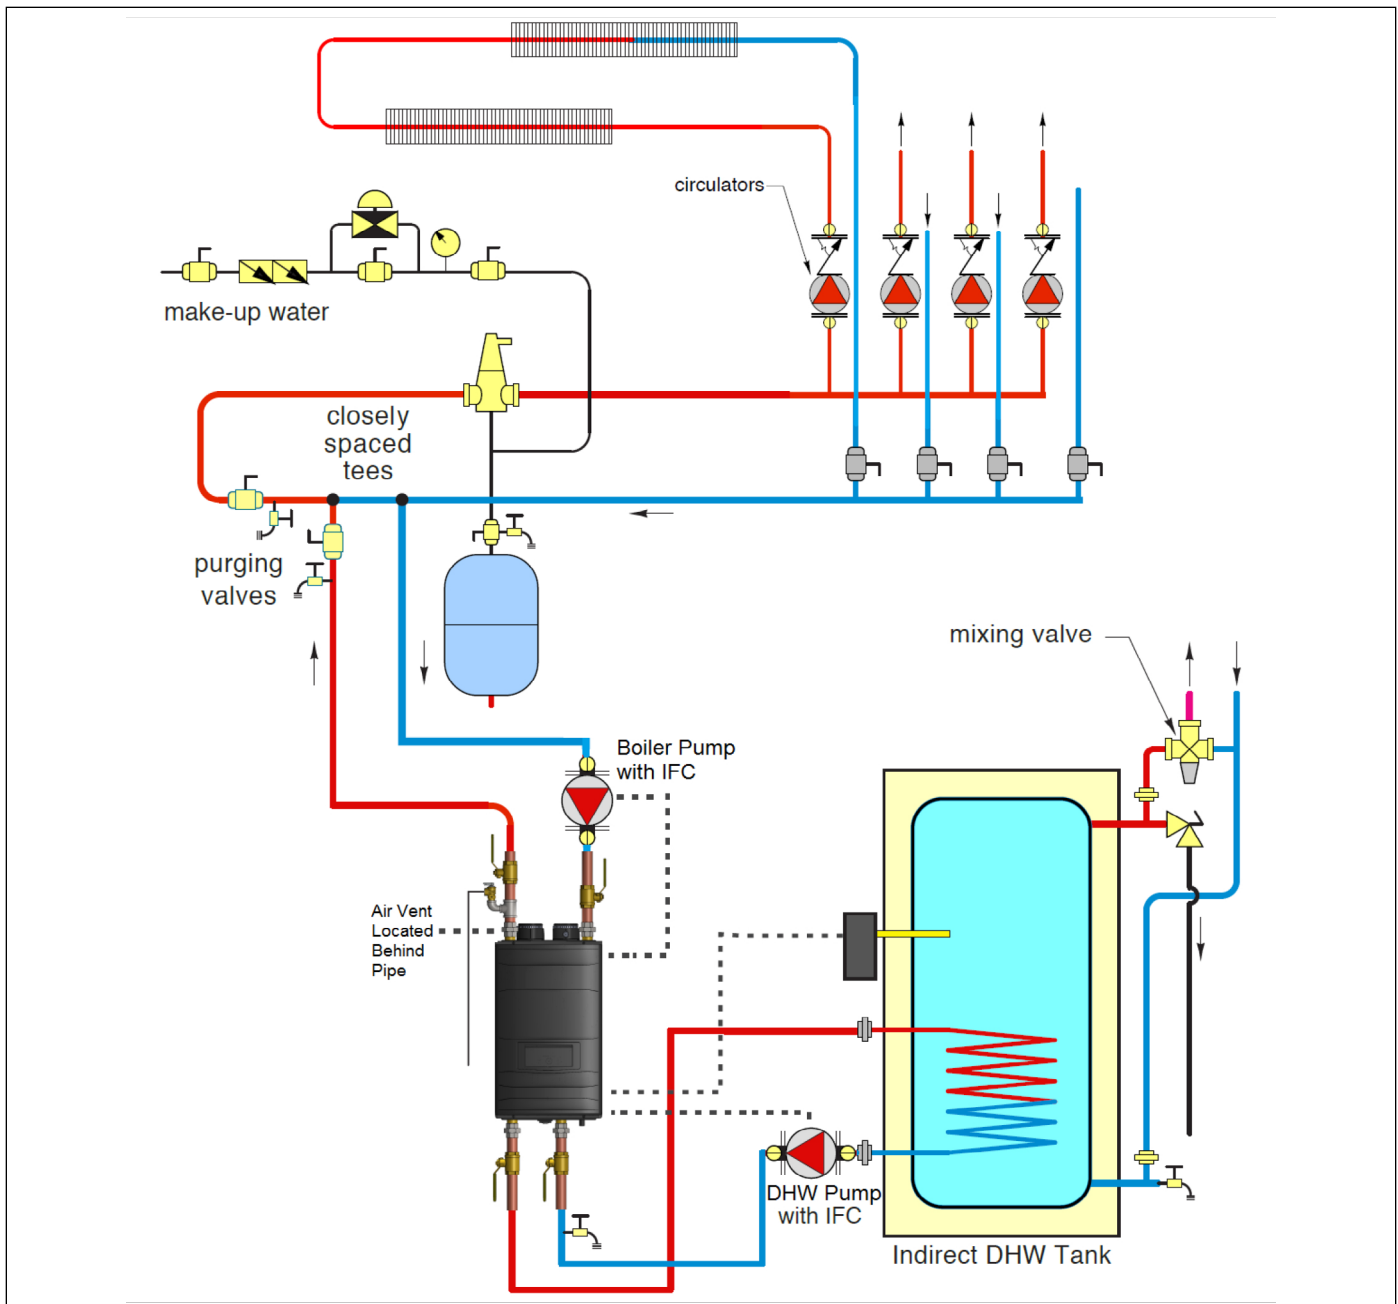 circulators
make-up water
closely
spaced
tees
purging
valves
mixing valve
Boiler Pump
with IFC
Air Vent
Located
Behind
Pipe
DHW Pump
with IFC
Indirect DHW Tank